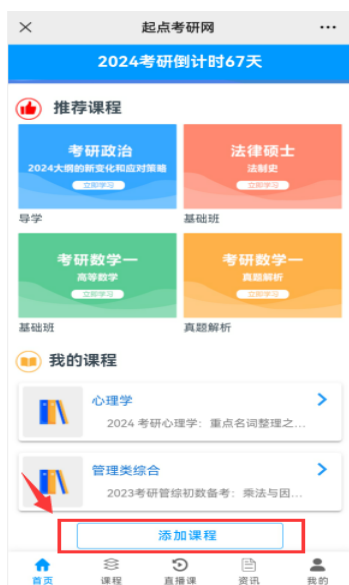 起点考研网
2024考研倒计时67天
推荐课程
考研政治
2024大纲的新变化和应对策略
立即学习
法律硕士
法制史
立即学习
导学
基础班
考研数学一
高等数学
立即学习
考研数学一
真题解析
立即学习
基础班
真题解析
我的课程
心理学
2024 考研心理学：重点名词整理之...
管理类综合
2023考研管综初数备考：乘法与因...
添加课程
首页
课程
直播课
资讯
我的